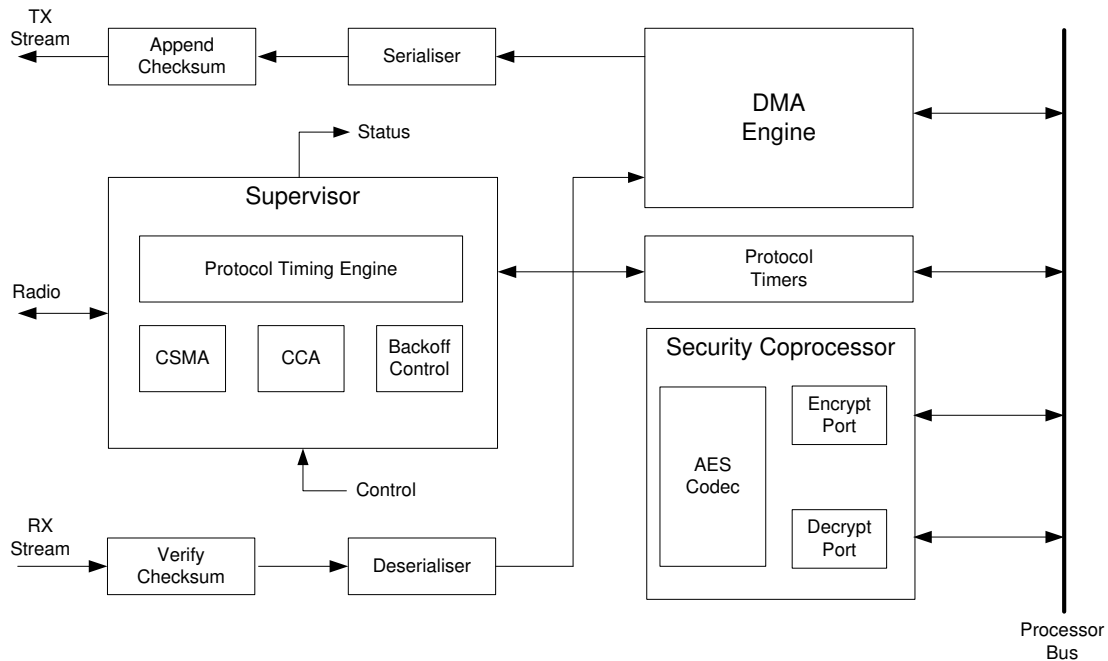 TX
Stream
Append
Checksum
Serialiser
DMA
Engine
Status
Supervisor
Protocol Timing Engine
Protocol
Timers
Radio
CSMA
CCA
Backoff
Control
Security Coprocessor
Encrypt
Port
AES
Codec
Control
Decrypt
Port
RX
Stream
Verify
Checksum
Deserialiser
Processor
Bus